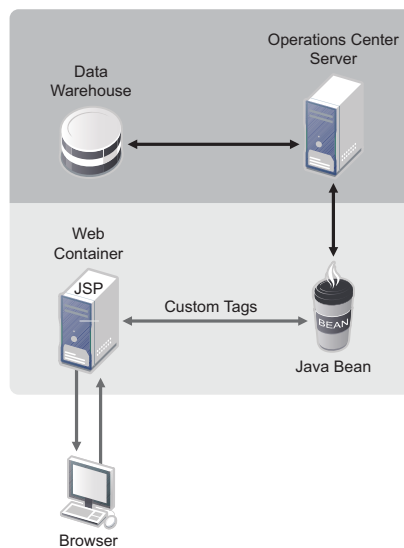 Operations Center
Server
Data
Warehouse
Web
Container
JSP
Custom Tags
BEAN
Java Bean
Browser